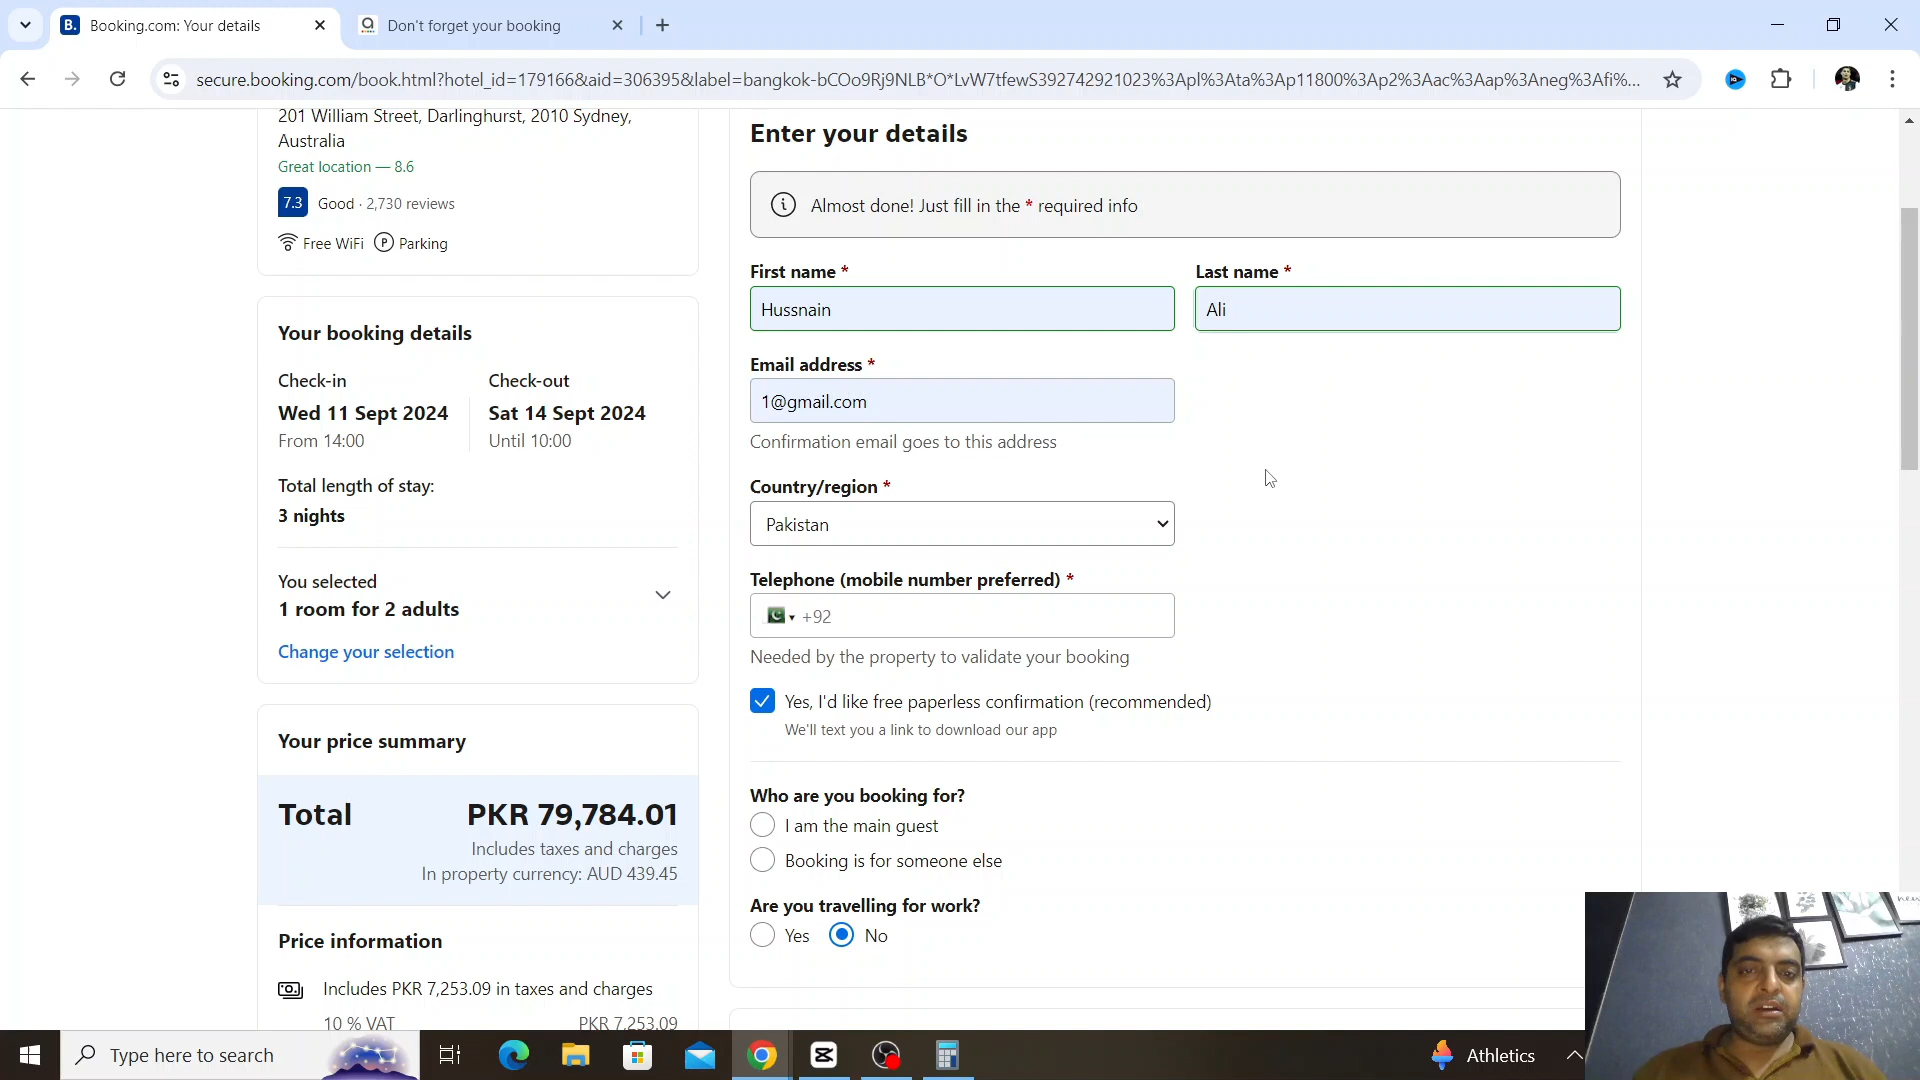 Booking.com: Your details
Don't forget your booking
secure.booking.com/book.html?hotel_id=179166&aid=306395&label=bangkok-bCOo9Rj9NLB*O*LvW7tfewS392742921023%3Apl%3Ata%3Ap11800%3Ap2%3Aac%3Aap%3Aneg%3Afi%...
201 William Street, Darlinghurst, 2010 Sydney,
Australia
Great location — 8.6
7.3 Good · 2,730 reviews
Free WiFi P Parking
Your booking details
Check-in
Wed 11 Sept 2024
From 14:00
Check-out
Sat 14 Sept 2024
Until 10:00
Total length of stay:
3 nights
You selected
1 room for 2 adults
Change your selection
Your price summary
Total PKR 79,784.01
Includes taxes and charges
In property currency: AUD 439.45
Price information
Includes PKR 7,253.09 in taxes and charges
10 % VAT PKR 7,253.09
Enter your details
Almost done! Just fill in the * required info
First name *
Hussnain
Last name *
Ali
Email address *
1@gmail.com
Confirmation email goes to this address
Country/region *
Pakistan
Telephone (mobile number preferred) *
+92
Needed by the property to validate your booking
Yes, I'd like free paperless confirmation (recommended)
We'll text you a link to download our app
Who are you booking for?
I am the main guest
Booking is for someone else
Are you travelling for work?
Yes No
Type here to search
Athletics